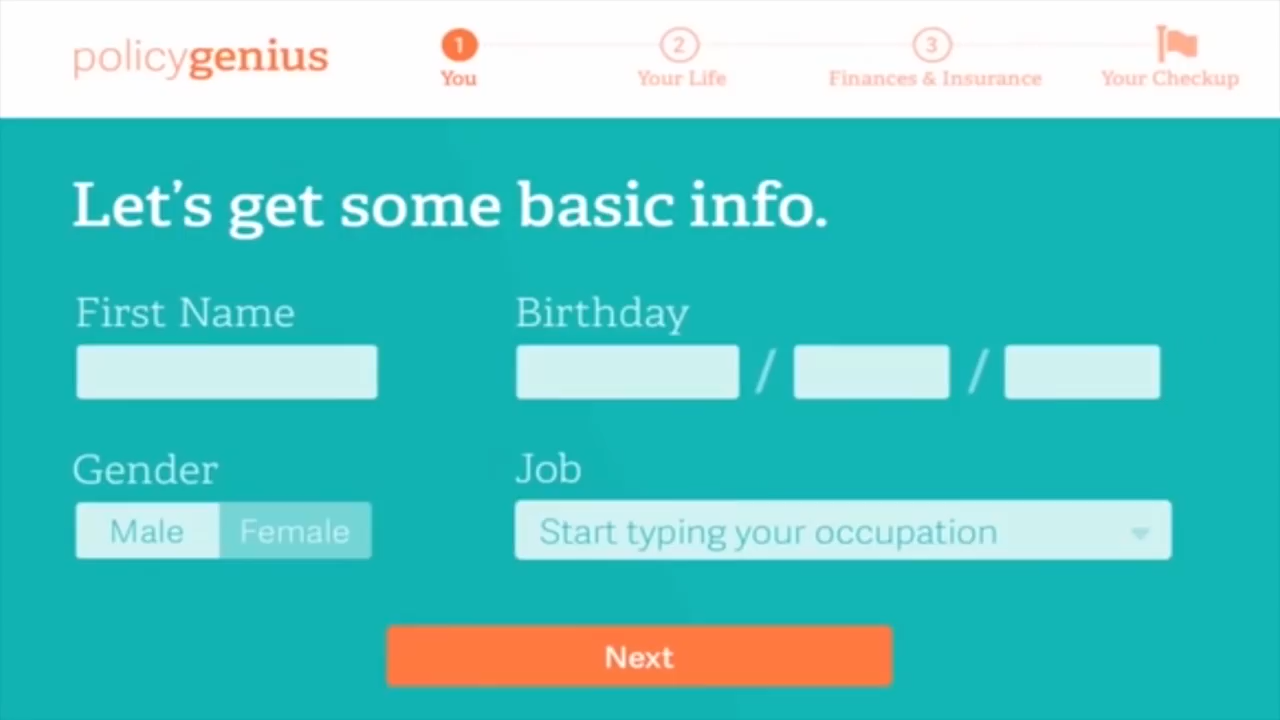 policygenius
1
2
3
You
Your Life
Finances & Insurance
Your Checkup
Let's get some basic info.
First Name
Birthday
/ /
Gender
Job
Male
Female
Start typing your occupation
Next